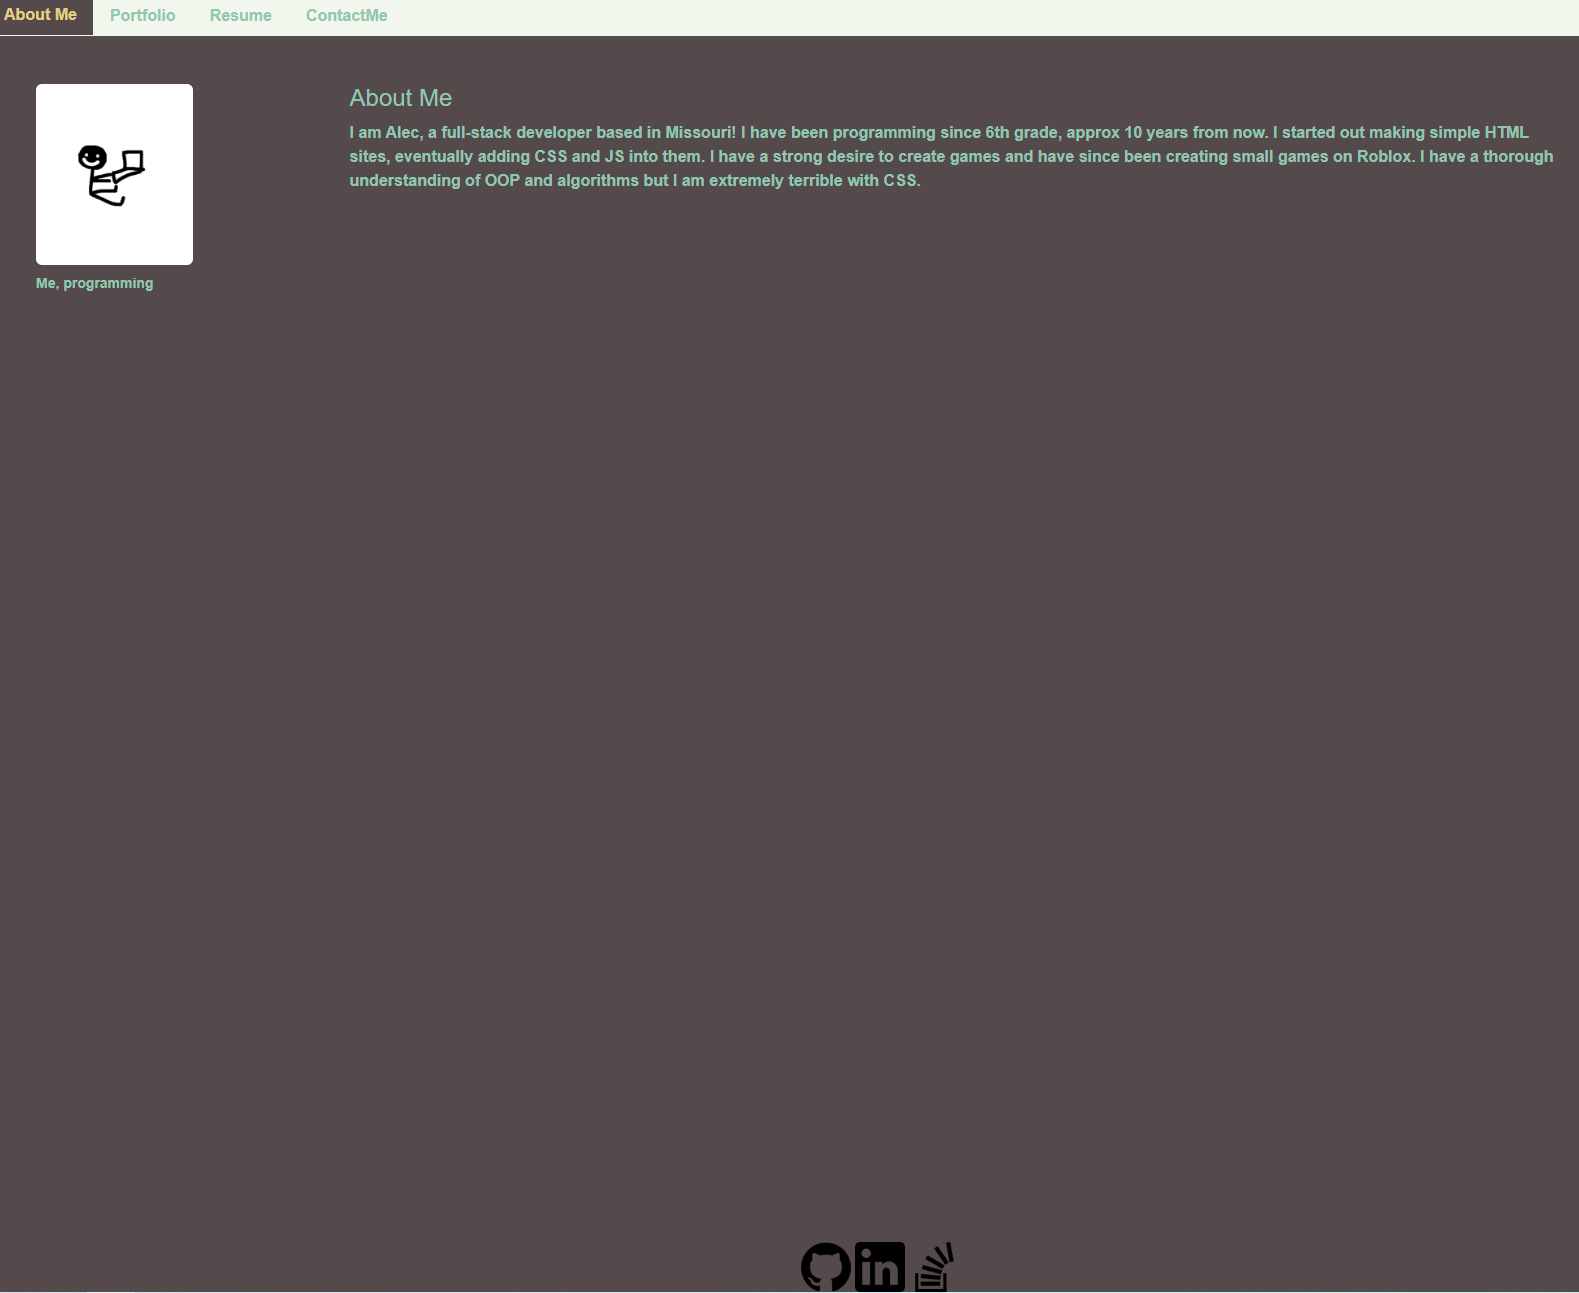 About Me Portfolio Resume ContactMe
About Me
I am Alec, a full-stack developer based in Missouri! I have been programming since 6th grade, approx 10 years from now. I started out making simple HTML
sites, eventually adding CSS and JS into them. I have a strong desire to create games and have since been creating small games on Roblox. I have a thorough
understanding of OOP and algorithms but I am extremely terrible with CSS.
Me, programming
in